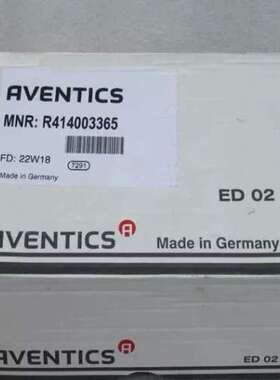 AVENTICS
MNR: R414003365
FD: 22W18
7291
Made in Germany
ED 02
AVENTICS
Made in Germany
AVENTICS
ED 02